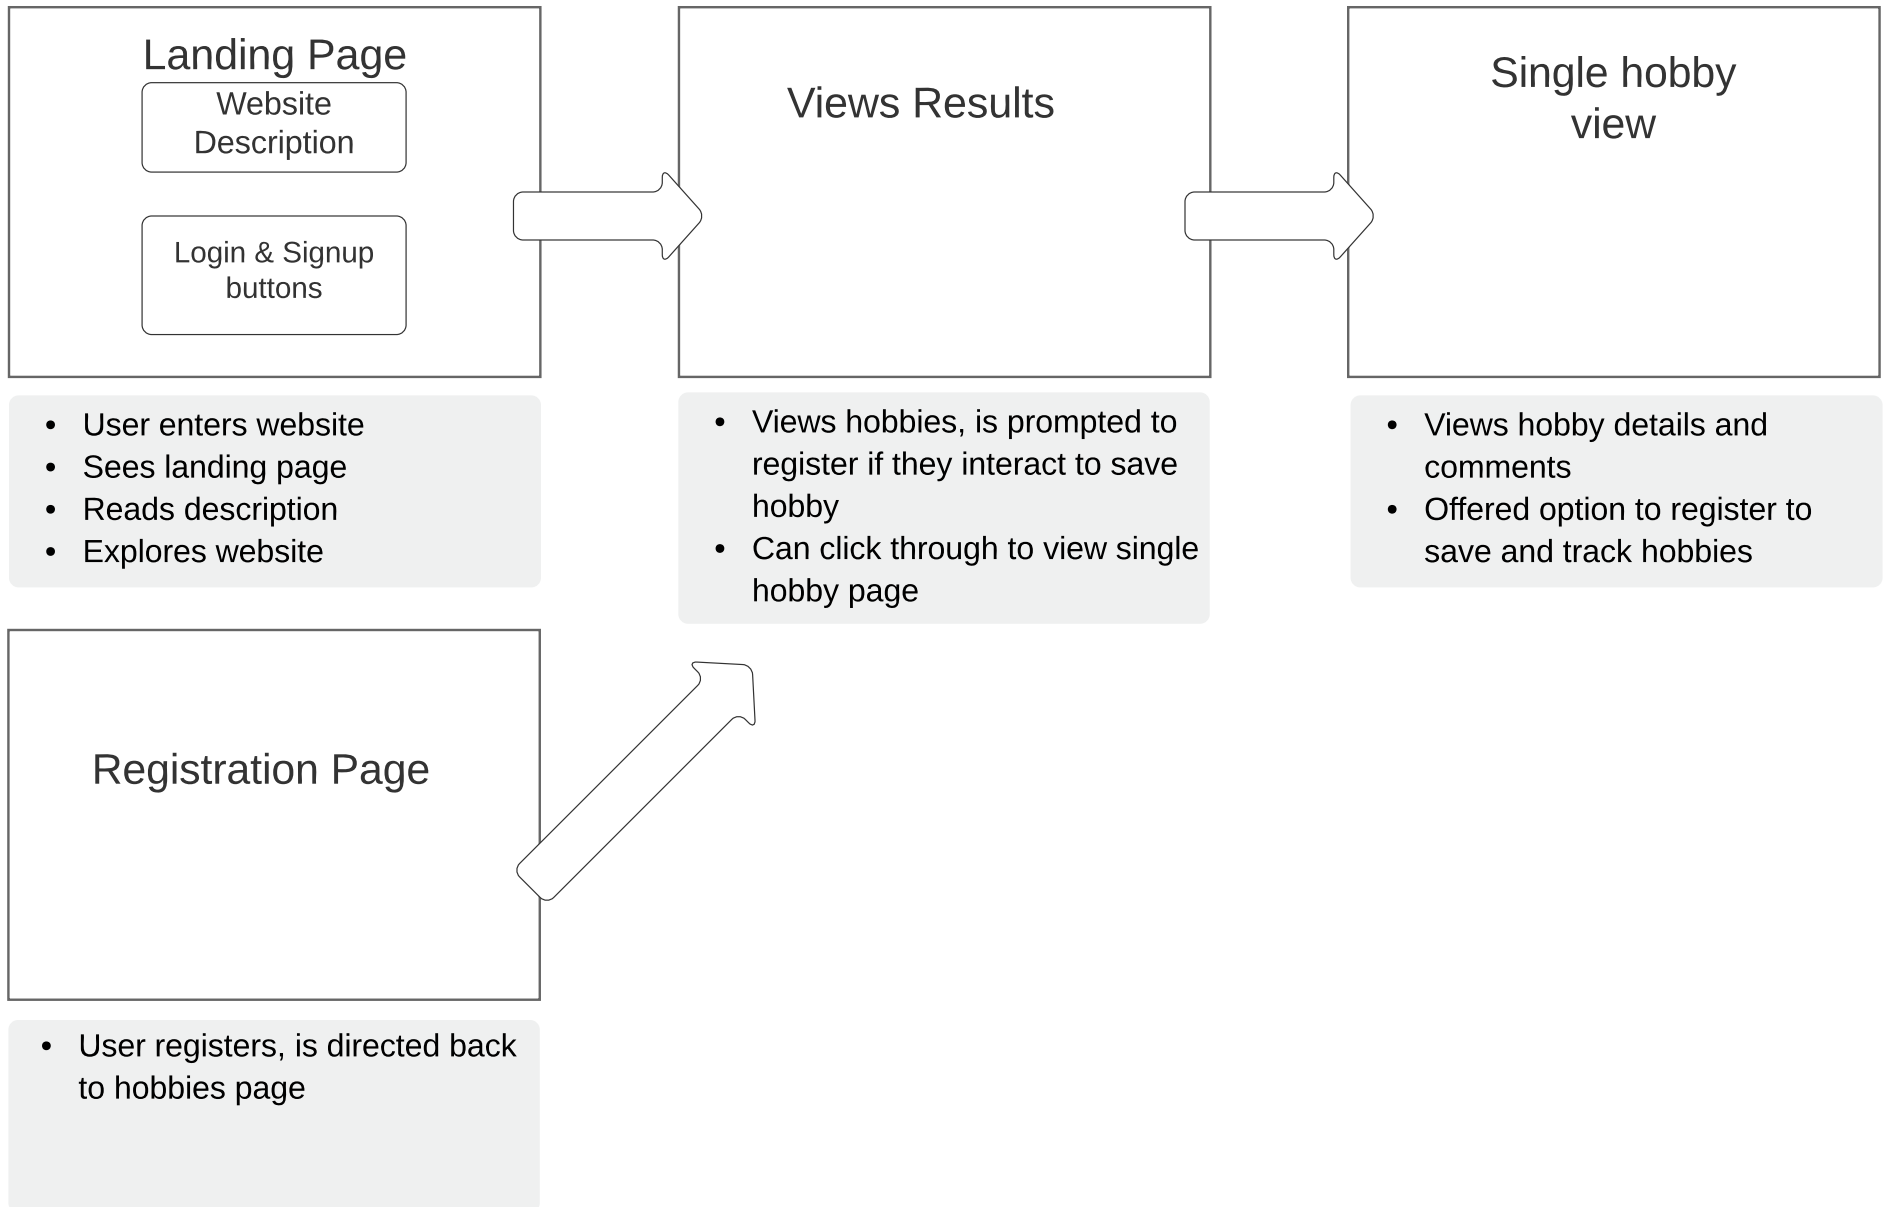 Landing Page
Website
Description
Login & Signup
buttons
• User enters website
• Sees landing page
• Reads description
• Explores website
Views Results
• Views hobbies, is prompted to
register if they interact to save
hobby
• Can click through to view single
hobby page
Single hobby
view
• Views hobby details and
comments
• Offered option to register to
save and track hobbies
Registration Page
• User registers, is directed back
to hobbies page